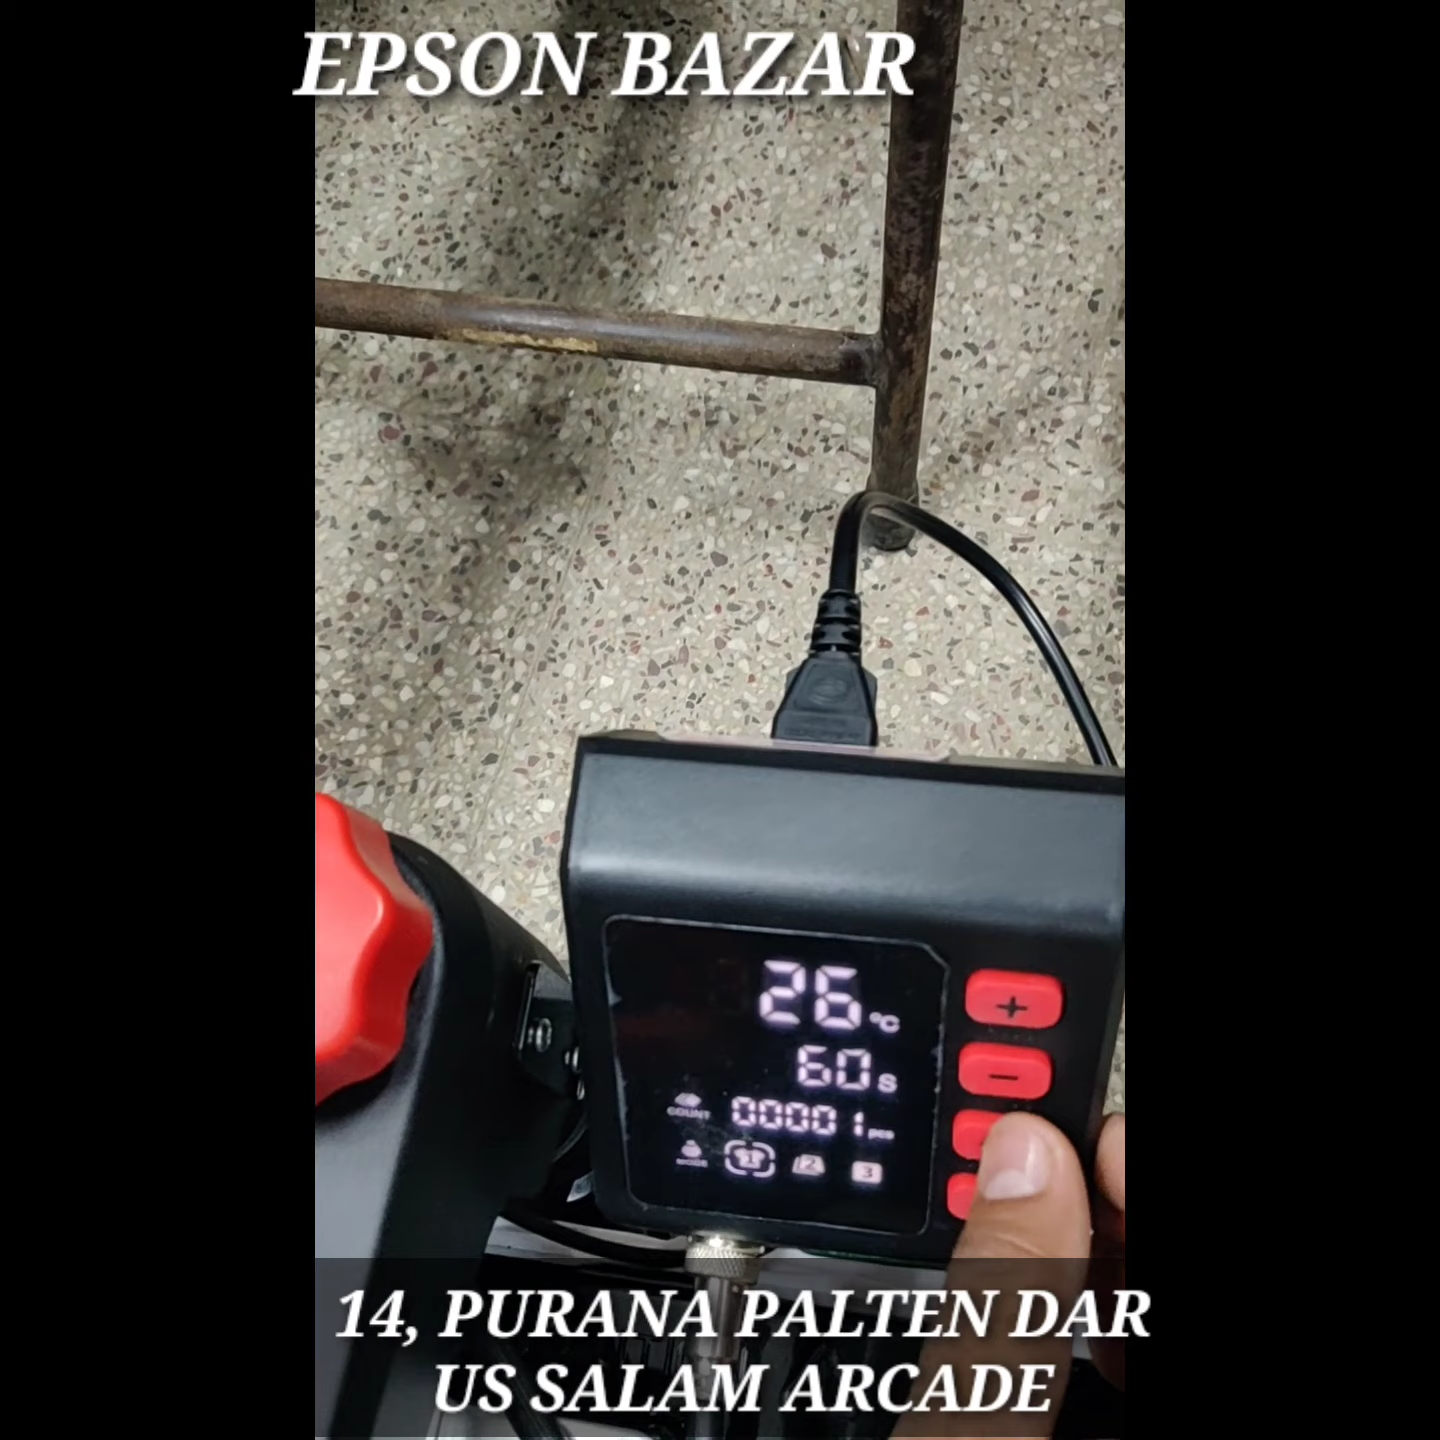 EPSON BAZAR
26 °C
60 S
COUNT 00001 pcs
MODE 1 2 3
+
−
14, PURANA PALTEN DAR
US SALAM ARCADE